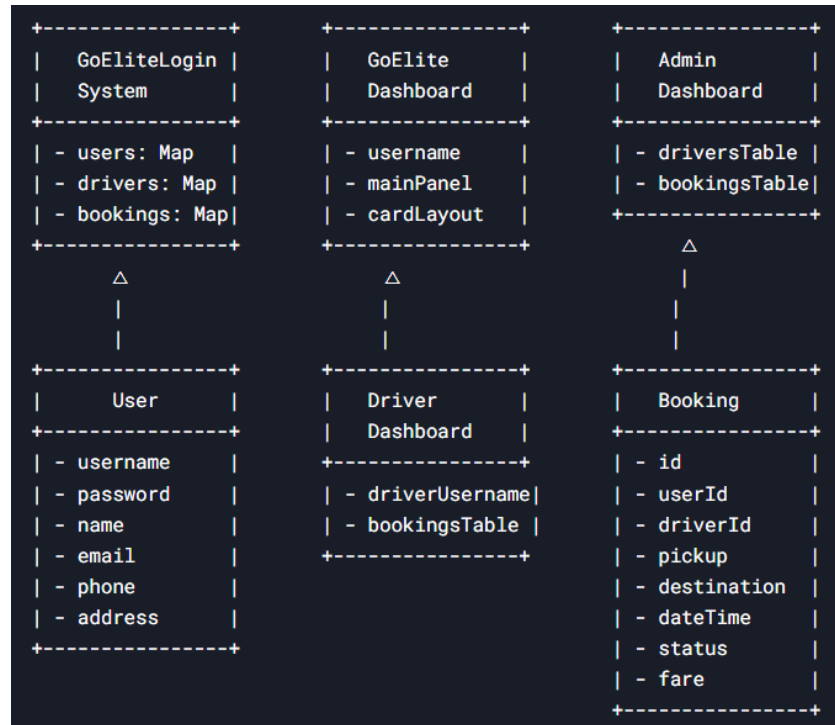 +----------------+       +----------------+       +----------------+
|   GoEliteLogin |       |   GoElite      |       |   Admin        |
|   System       |       |   Dashboard    |       |   Dashboard    |
+----------------+       +----------------+       +----------------+
| - users: Map   |       | - username     |       | - driversTable |
| - drivers: Map |       | - mainPanel    |       | - bookingsTable|
| - bookings: Map|       | - cardLayout   |       +----------------+
+----------------+       +----------------+             △
       △                      △                        |
       |                      |                       |
       |                      |                       |
+----------------+       +----------------+       +----------------+
|      User      |       |   Driver       |       |   Booking      |
+----------------+       |   Dashboard    |       +----------------+
| - username     |       +----------------+       | - id           |
| - password     |       | - driverUsername|      | - userId       |
| - name         |       | - bookingsTable |      | - driverId     |
| - email        |       +----------------+       | - pickup       |
| - phone        |                                | - destination  |
| - address      |                                | - dateTime     |
+----------------+                                | - status       |
                                                  | - fare         |
                                                  +----------------+